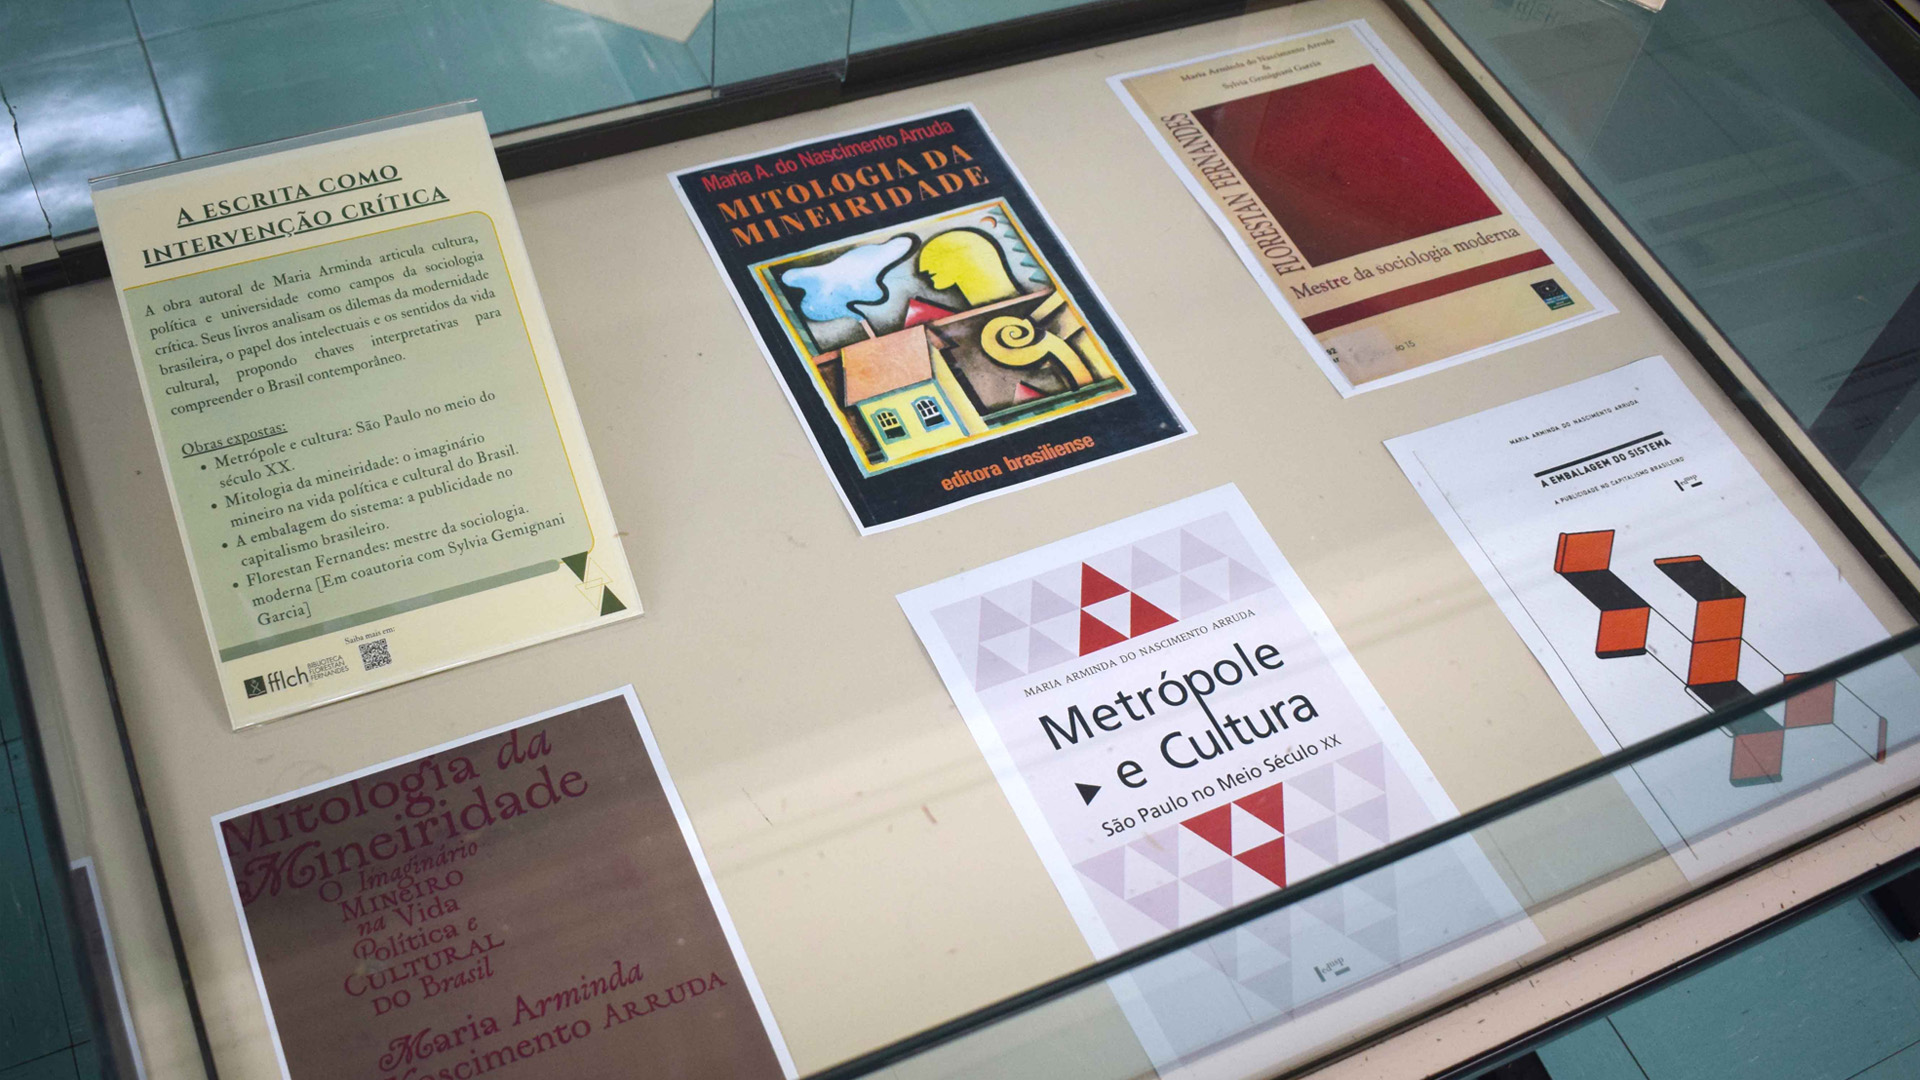 A ESCRITA COMO
INTERVENÇÃO CRÍTICA
A obra autoral de Maria Arminda articula cultura,
política e universidade como campos da sociologia
crítica. Seus livros analisam os dilemas da modernidade
brasileira, o papel dos intelectuais e os sentidos da vida
cultural, propondo chaves interpretativas para
compreender o Brasil contemporâneo.
Obras expostas:
• Metrópole e cultura: São Paulo no meio do
século XX.
• Mitologia da mineiridade: o imaginário
mineiro na vida política e cultural do Brasil.
• A embalagem do sistema: a publicidade no
capitalismo brasileiro.
• Florestan Fernandes: mestre da sociologia.
moderna [Em coautoria com Sylvia Gemignani
Garcia]
Saiba mais em:
fflch
BIBLIOTECA
FLORESTAN
FERNANDES
Maria A. do Nascimento Arruda
MITOLOGIA DA
MINEIRIDADE
editora brasiliense
Maria Arminda do Nascimento Arruda
&
Sylvia Gemignani Garcia
FLORESTAN FERNANDES
Mestre da sociologia moderna
MARIA ARMINDA DO NASCIMENTO ARRUDA
A EMBALAGEM DO SISTEMA
A PUBLICIDADE NO CAPITALISMO BRASILEIRO
edusp
MARIA ARMINDA DO NASCIMENTO ARRUDA
Metrópole
e Cultura
São Paulo no Meio Século XX
edusp
Mitologia da
Mineiridade
O Imaginário
MINEIRO
na Vida
Política e
CULTURAL
DO Brasil
Maria Arminda
Nascimento ARRUDA